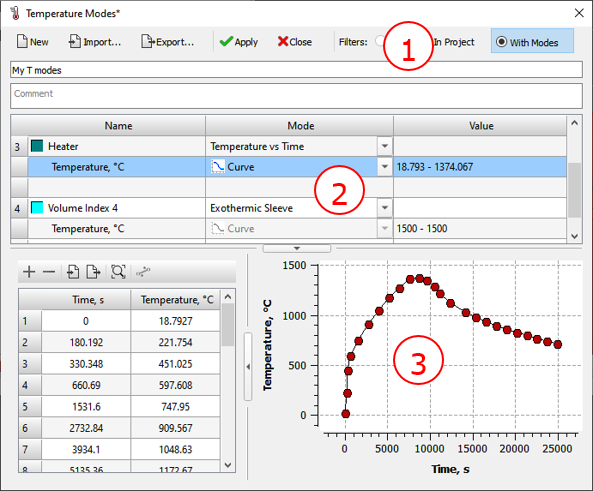 Temperature Modes*
New Import... Export... Apply Close Filters: 1 In Project With Modes
My T modes
Comment
Name Mode Value
3 Heater Temperature vs Time
Temperature, °C Curve 18.793 - 1374.067
2
4 Volume Index 4 Exothermic Sleeve
Temperature, °C Curve 1500 - 1500
Time, s Temperature, °C
1 0 18.7927
2 180.192 221.754
3 330.348 451.025
4 660.69 597.608
5 1531.6 747.95
6 2732.84 909.567
7 3934.1 1048.63
8 5135.36 1172.67
Temperature, °C
1500
1000
500
0
3
0 5000 10000 15000 20000 25000
Time, s